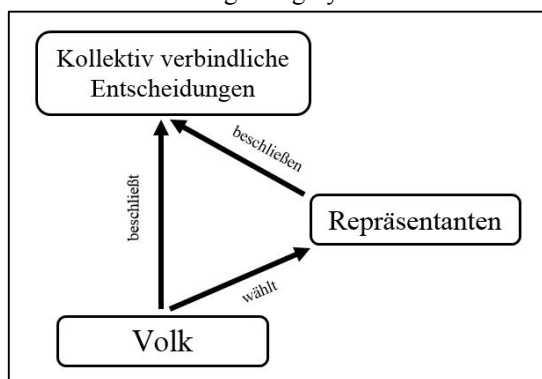 Kollektiv verbindliche
Entscheidungen
beschließen
beschließt
Repräsentanten
wählt
Volk